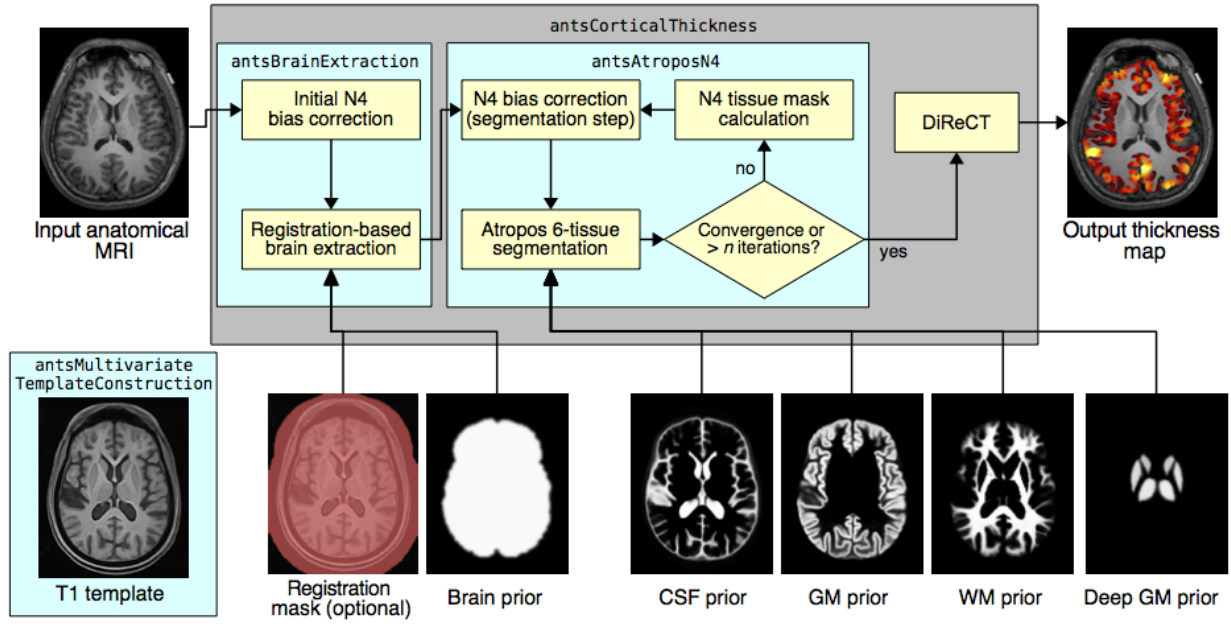 antsCorticalThickness
antsBrainExtraction
antsAtroposN4
Initial N4
bias correction
N4 bias correction
(segmentation step)
N4 tissue mask
calculation
DiReCT
no
Registration-based
brain extraction
Atropos 6-tissue
segmentation
Convergence or
> n iterations?
yes
Input anatomical
MRI
Output thickness
map
antsMultivariate
TemplateConstruction
T1 template
Registration
mask (optional)
Brain prior
CSF prior
GM prior
WM prior
Deep GM prior